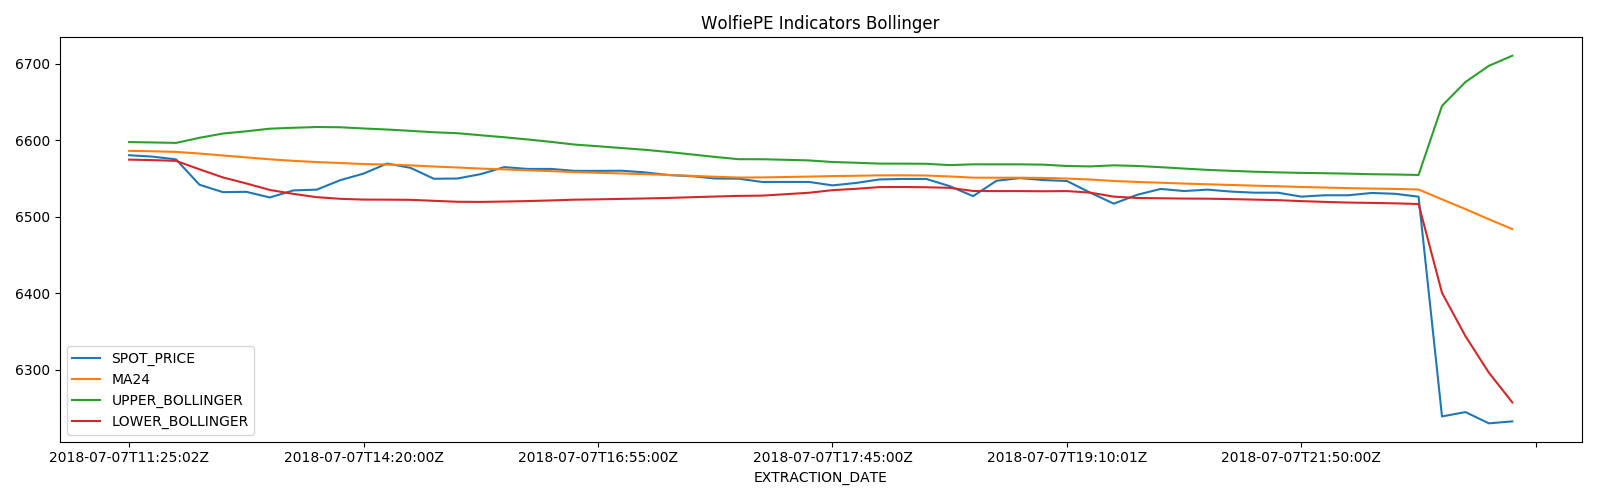 WolfiePE Indicators Bollinger
6700
6600
6500
6400
6300
SPOT_PRICE
MA24
UPPER_BOLLINGER
LOWER_BOLLINGER
2018-07-07T11:25:02Z 2018-07-07T14:20:00Z 2018-07-07T16:55:00Z 2018-07-07T17:45:00Z 2018-07-07T19:10:01Z 2018-07-07T21:50:00Z
EXTRACTION_DATE